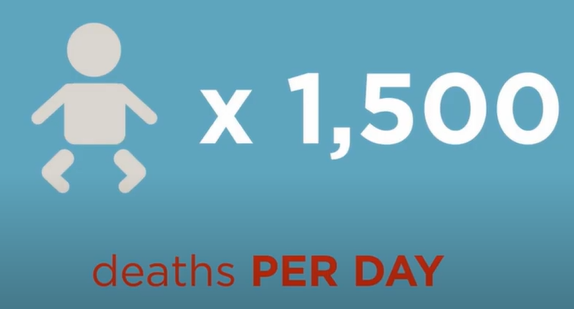 x 1,500
deaths PER DAY